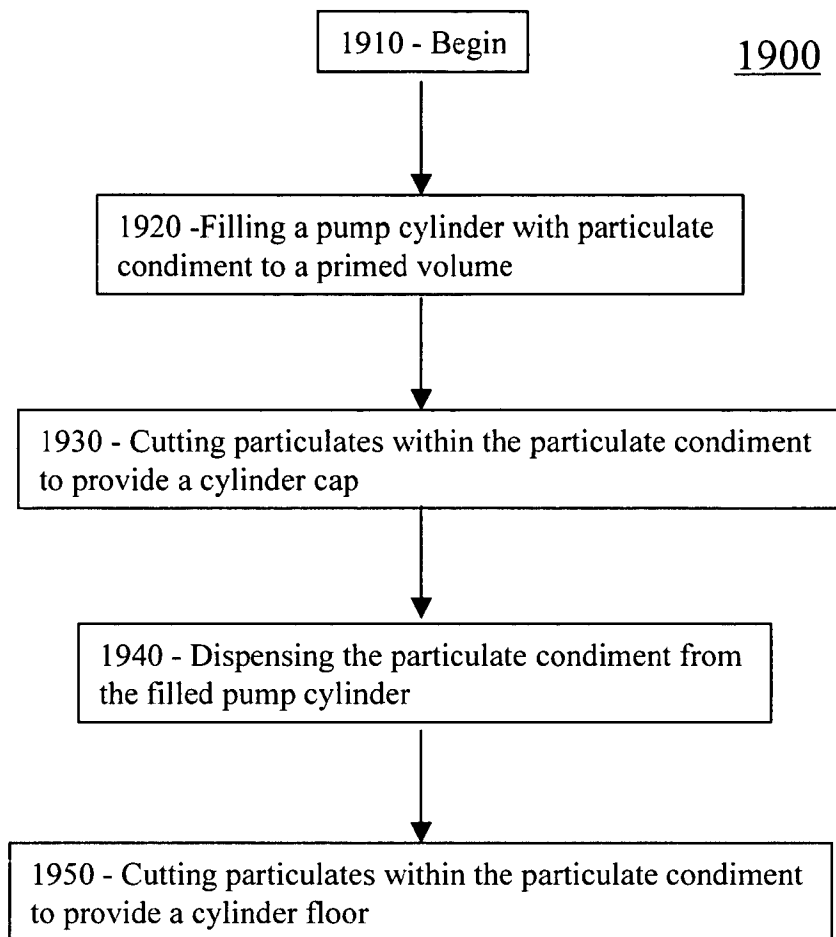 1910 - Begin
1900
1920 -Filling a pump cylinder with particulate
condiment to a primed volume
1930 - Cutting particulates within the particulate condiment
to provide a cylinder cap
1940 - Dispensing the particulate condiment from
the filled pump cylinder
1950 - Cutting particulates within the particulate condiment
to provide a cylinder floor